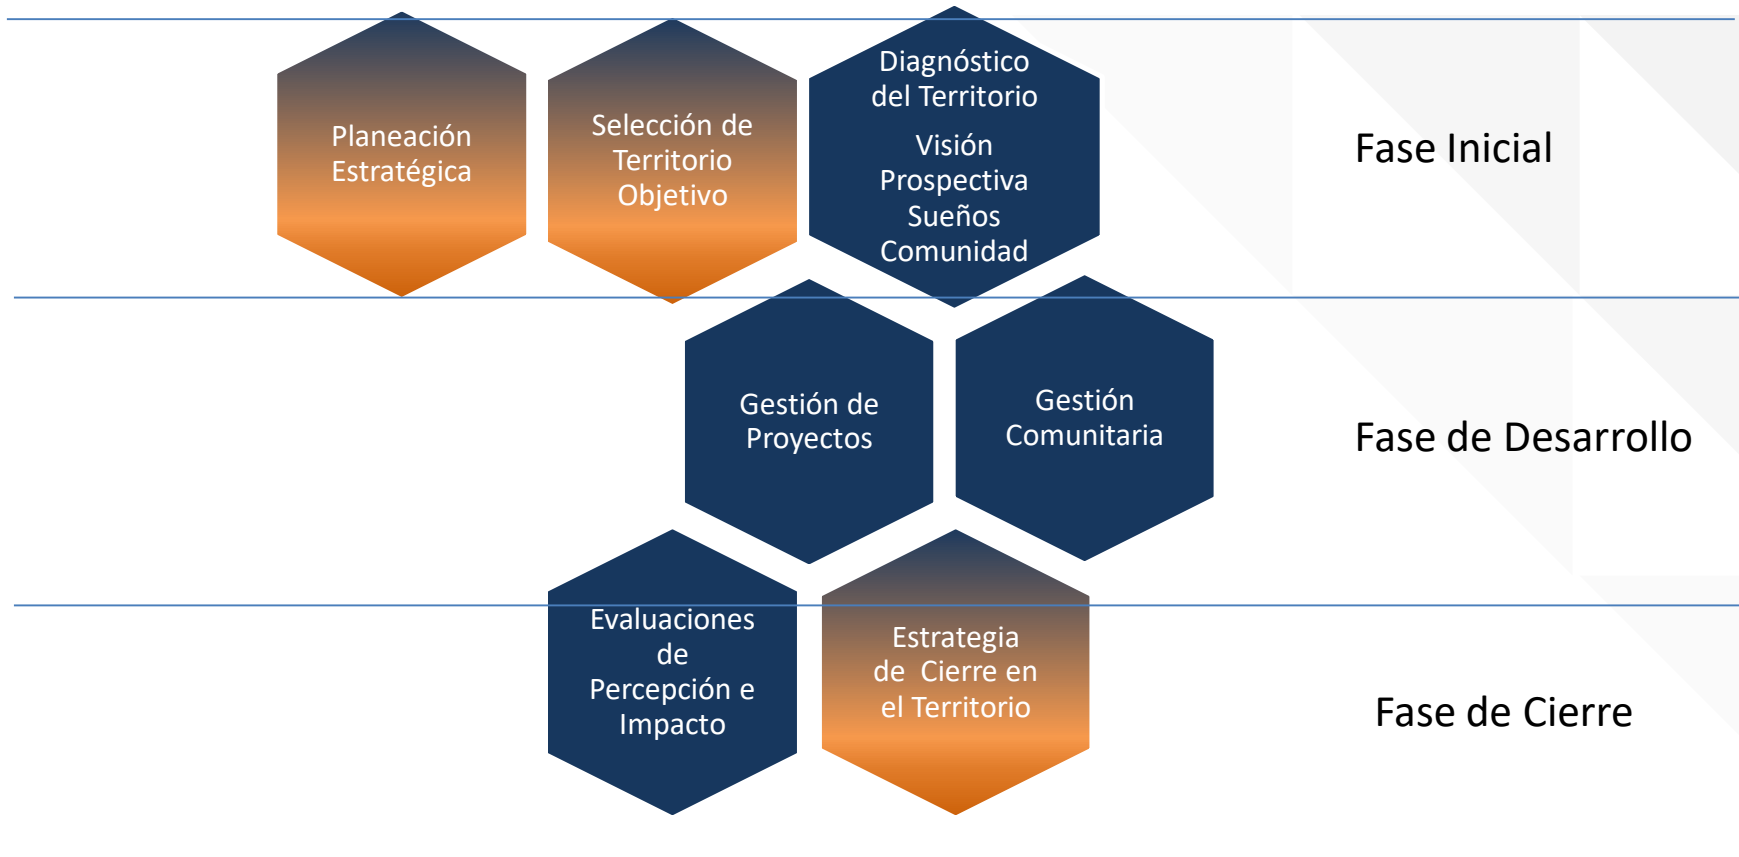 Planeación
Estratégica
Selección de
Territorio
Objetivo
Diagnóstico
del Territorio
Visión
Prospectiva
Sueños
Comunidad
Fase Inicial
Gestión de
Proyectos
Gestión
Comunitaria
Fase de Desarrollo
Evaluaciones
de
Percepción e
Impacto
Estrategia
de  Cierre en
el Territorio
Fase de Cierre